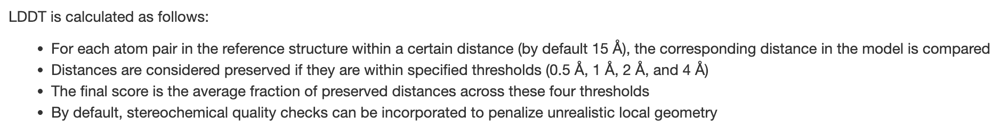 LDDT is calculated as follows:
• For each atom pair in the reference structure within a certain distance (by default 15 Å), the corresponding distance in the model is compared
• Distances are considered preserved if they are within specified thresholds (0.5 Å, 1 Å, 2 Å, and 4 Å)
• The final score is the average fraction of preserved distances across these four thresholds
• By default, stereochemical quality checks can be incorporated to penalize unrealistic local geometry